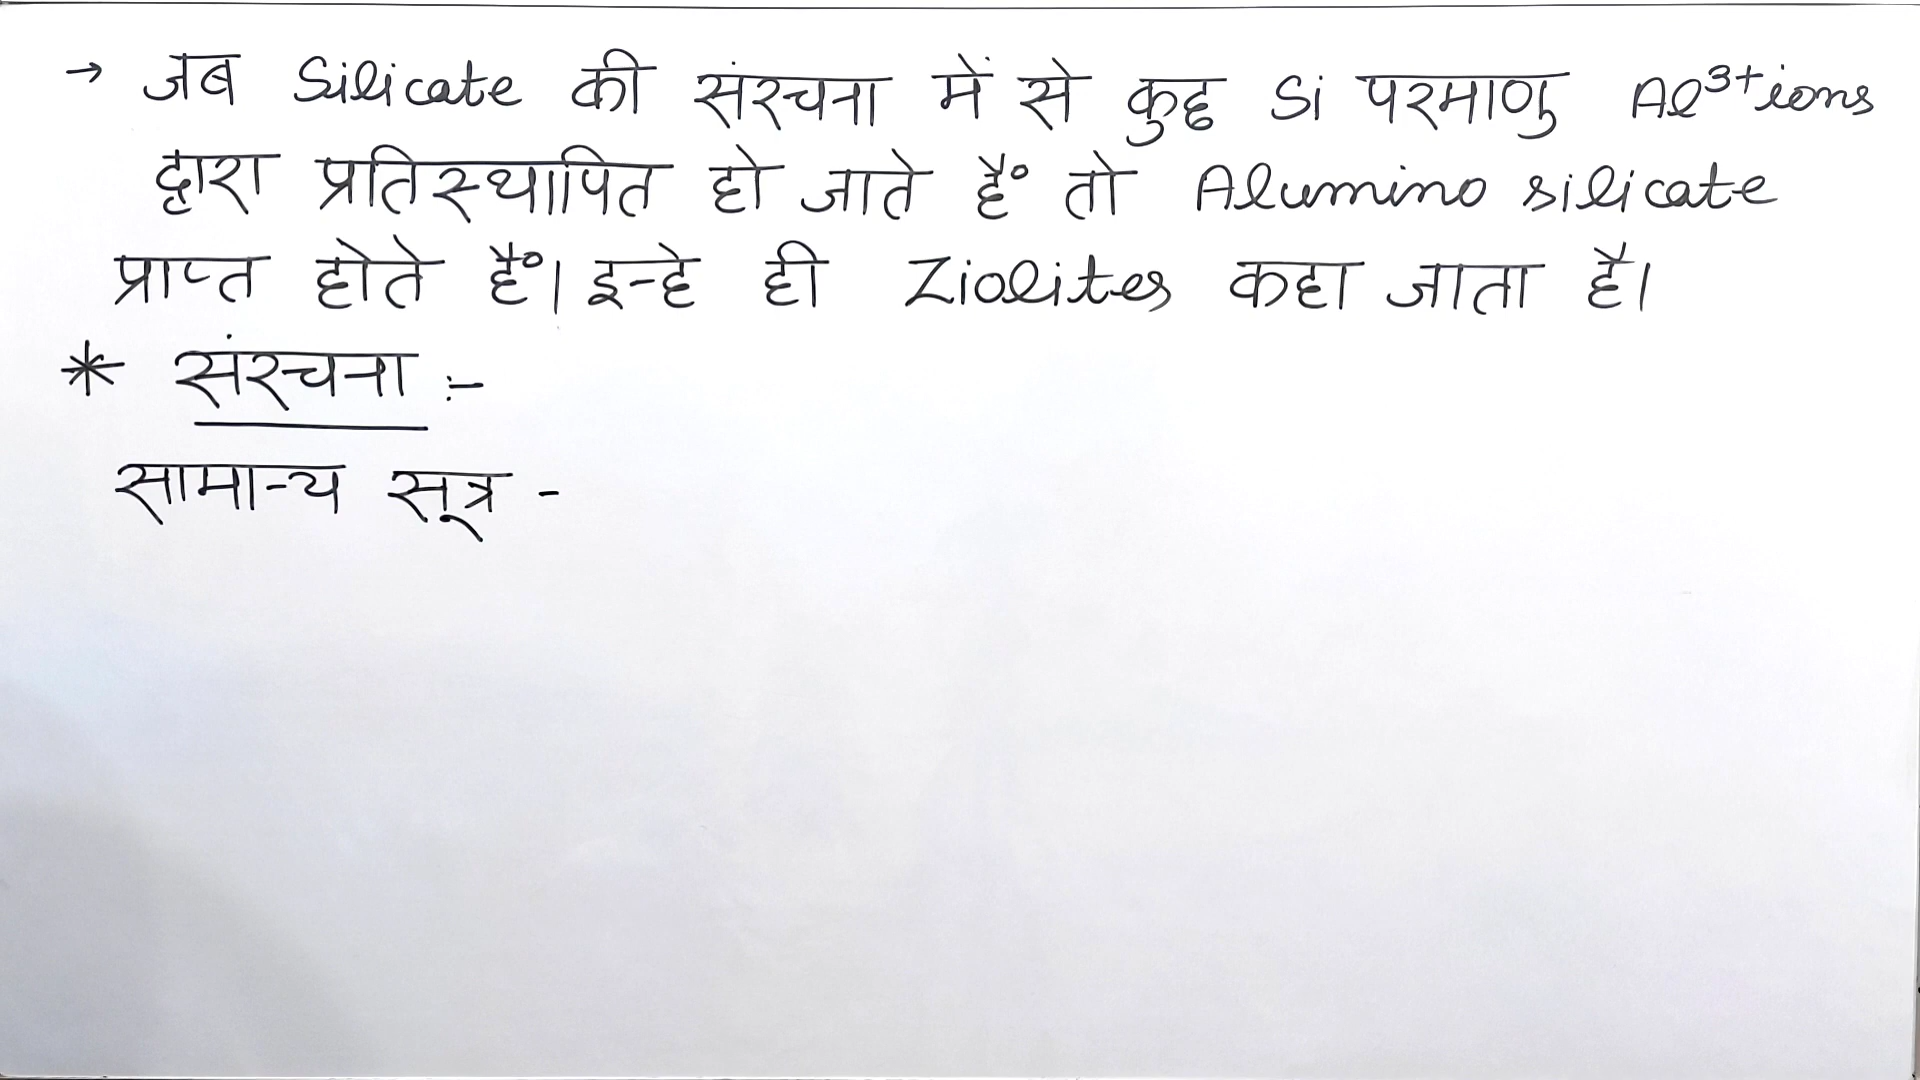 → जब Silicate की संरचना में से कुछ Si परमाणु Al³⁺ions
द्वारा प्रतिस्थापित हो जाते हैं तो Alumino silicate
प्राप्त होते हैं। इन्हे ही Ziolites कहा जाता है।
* संरचना :-
सामान्य सूत्र -